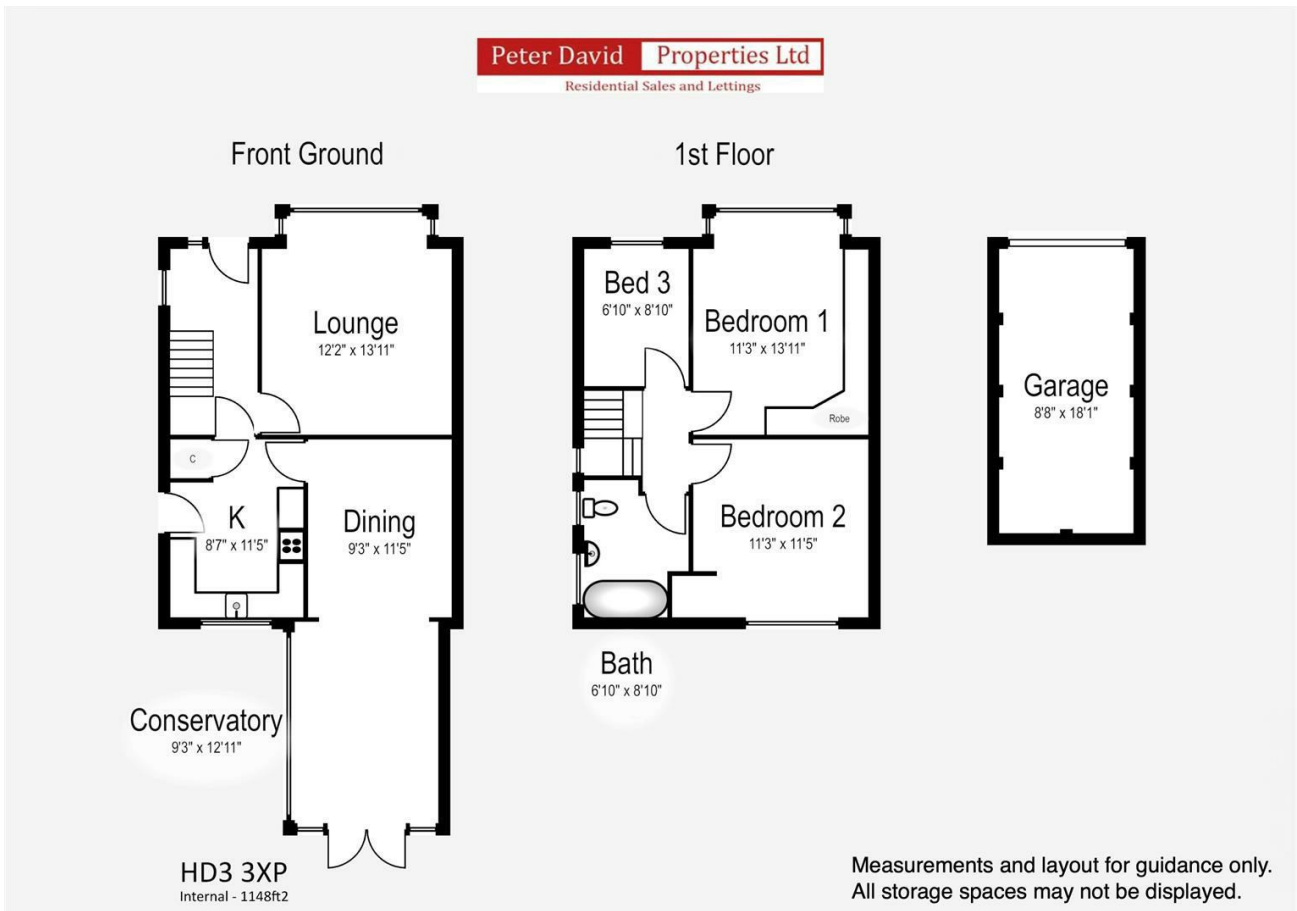 Peter David Properties Ltd
Residential Sales and Lettings
Front Ground
1st Floor
Lounge
12'2" x 13'11"
Bed 3
6'10" x 8'10"
Bedroom 1
11'3" x 13'11"
Robe
Garage
8'8" x 18'1"
C
K
8'7" x 11'5"
Dining
9'3" x 11'5"
Bedroom 2
11'3" x 11'5"
Bath
6'10" x 8'10"
Conservatory
9'3" x 12'11"
HD3 3XP
Internal - 1148ft2
Measurements and layout for guidance only.
All storage spaces may not be displayed.